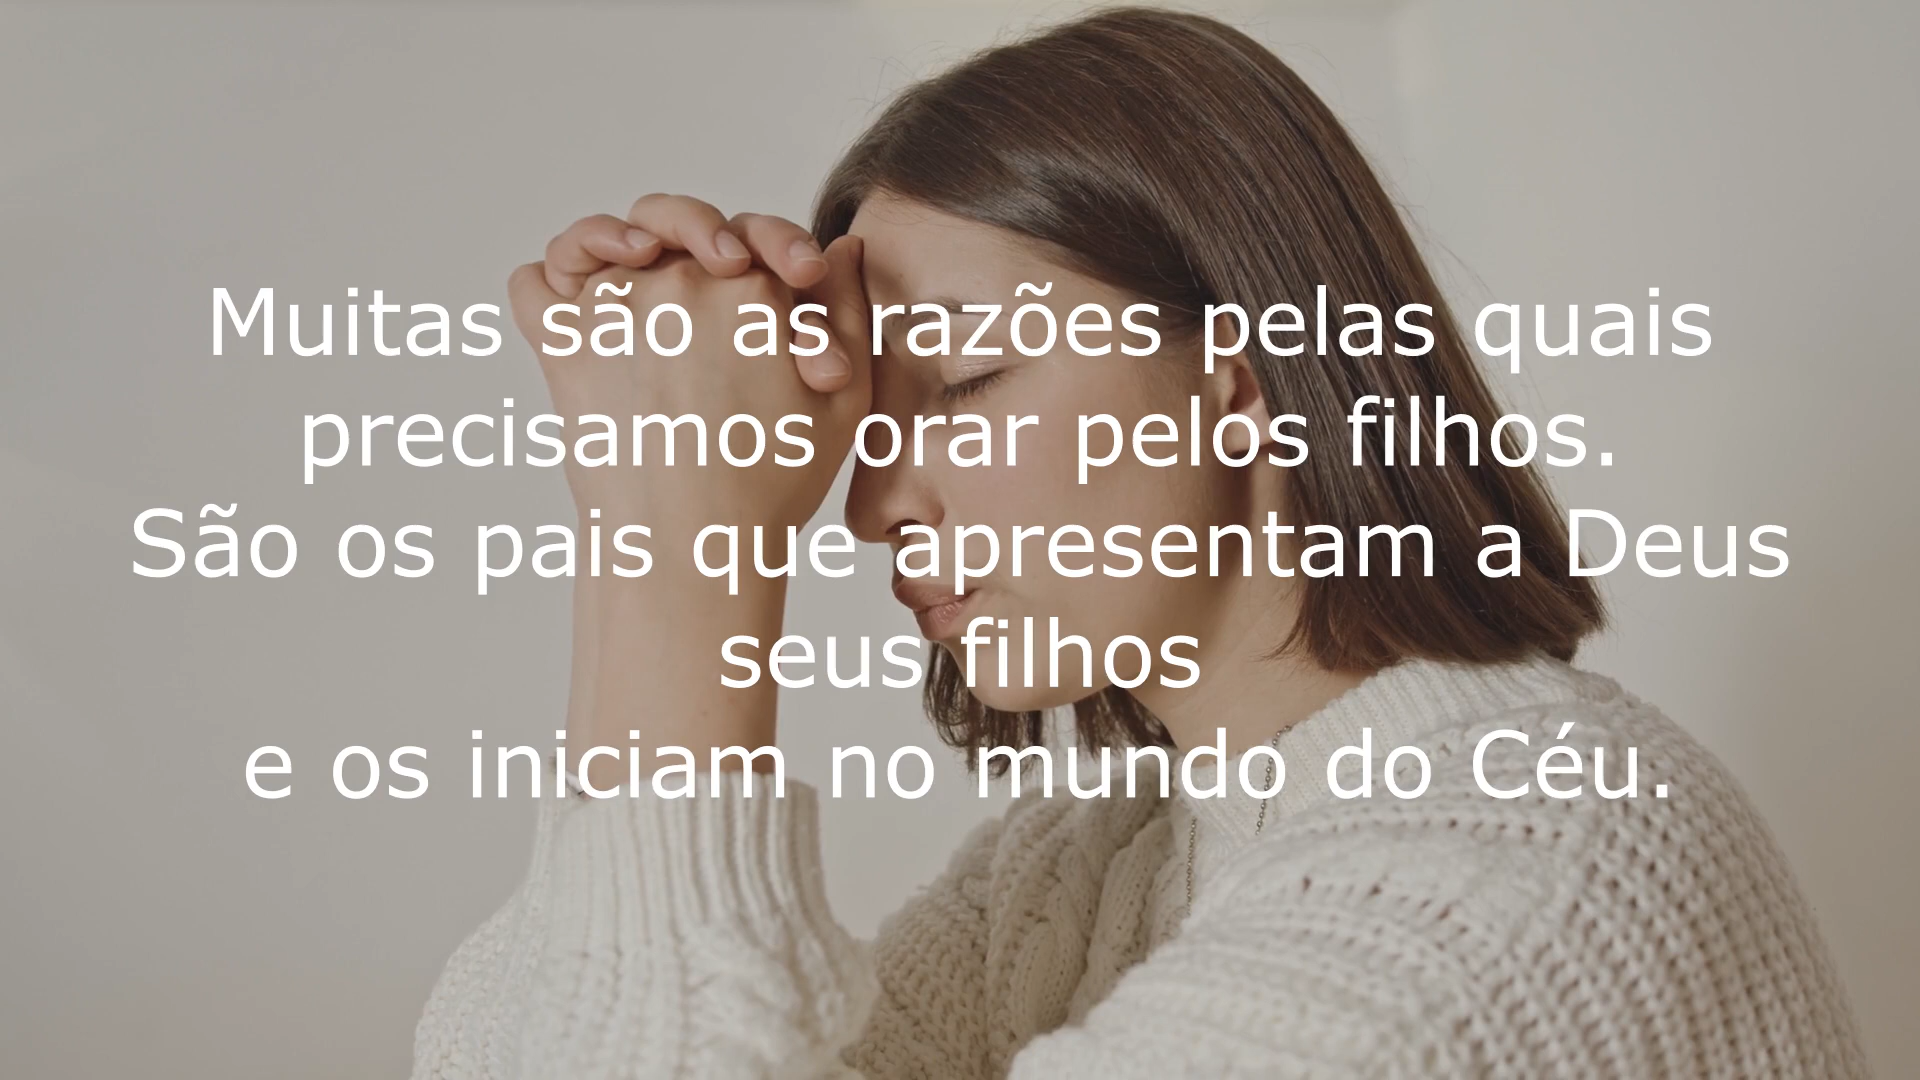 Muitas são as razões pelas quais
precisamos orar pelos filhos.
São os pais que apresentam a Deus
seus filhos
e os iniciam no mundo do Céu.